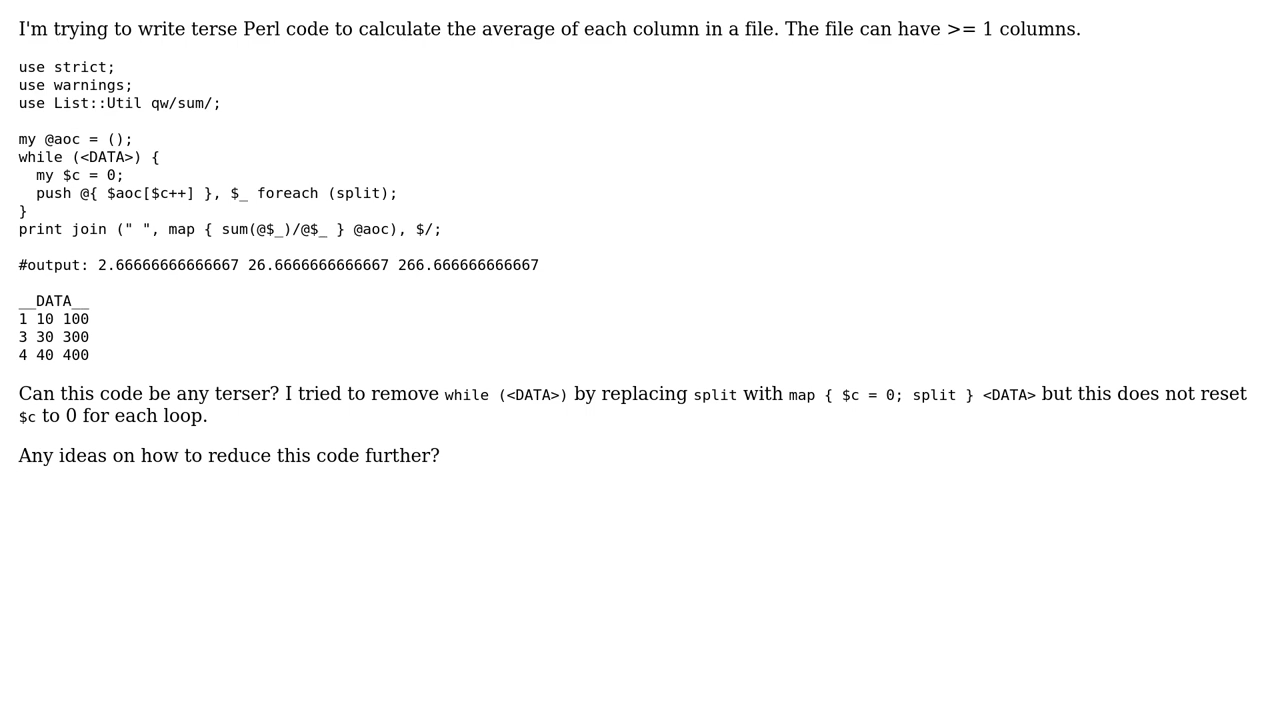 I'm trying to write terse Perl code to calculate the average of each column in a file. The file can have >= 1 columns.
use strict;
use warnings;
use List::Util qw/sum/;
my @aoc = ();
while (<DATA>) {
  my $c = 0;
  push @{ $aoc[$c++] }, $_ foreach (split);
}
print join (" ", map { sum(@$_)/@$_ } @aoc), $/;
#output: 2.66666666666667 26.6666666666667 266.666666666667
__DATA__
1 10 100
3 30 300
4 40 400
Can this code be any terser? I tried to remove while (<DATA>) by replacing split with map { $c = 0; split } <DATA> but this does not reset
$c to 0 for each loop.
Any ideas on how to reduce this code further?